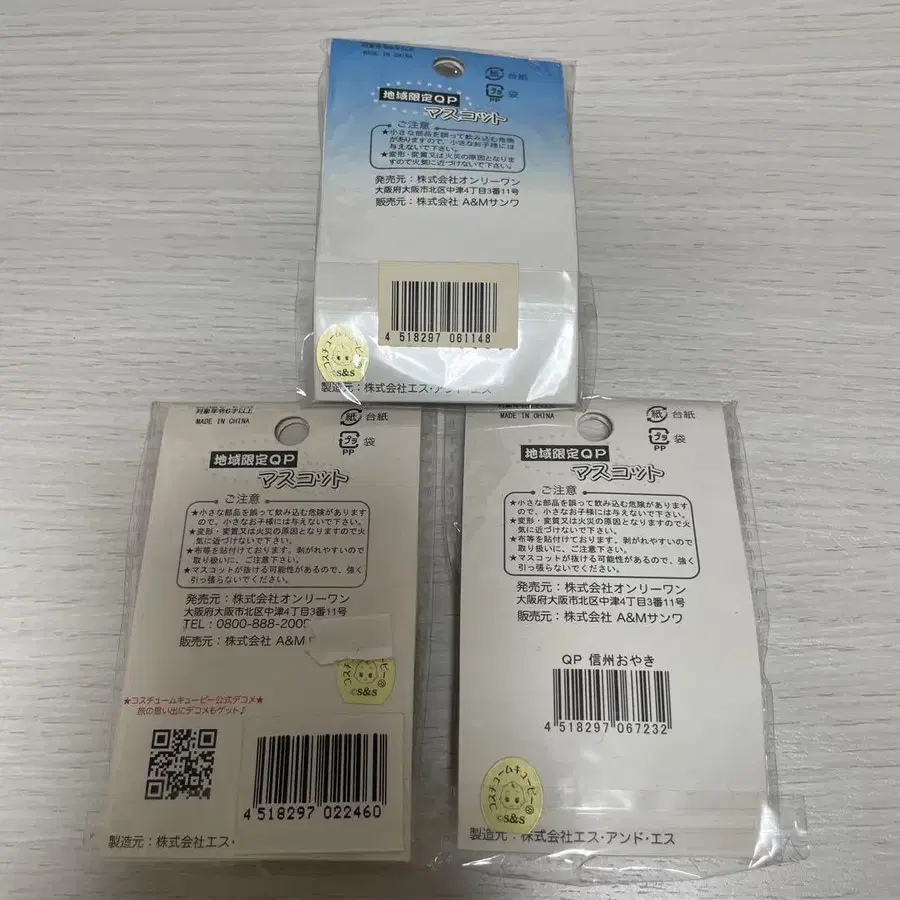 MADE IN CHINA
紙 台紙
プラ 袋
PP
地域限定QP
マスコット
ご注意
★小さな部品を誤って飲み込む危険
がありますので、小さなお子様には
与えないで下さい。
★変形・変質又は火災の原因となりま
すので火気に近づけないで下さい。
発売元:株式会社オンリーワン
大阪府大阪市北区中津4丁目3番11号
販売元:株式会社 A&Mサンワ
4 518297 061148
コスチュームキューピー
©s&s
製造元:株式会社エス・アンド・エス
対象年令6才以上
MADE IN CHINA
紙 台紙
プラ 袋
PP
地域限定QP
マスコット
ご注意
★小さな部品を誤って飲み込む危険があります
ので、小さなお子様には与えないで下さい。
★変形・変質又は火災の原因となりますので火
気に近づけないで下さい。
★布等を貼付けております。剥がれやすいので
取り扱いに、ご注意下さい。
★マスコットが抜ける可能性があるので、強く
引っ張らないでください。
発売元:株式会社オンリーワン
大阪府大阪市北区中津4丁目3番11号
TEL:0800-888-200
販売元:株式会社 A&M
©s&s
★コスチュームキューピー公式デコメ★
旅の思い出にデコメもゲット♪
4 518297 022460
製造元:株式会社エス・
MADE IN CHINA
紙 台紙
プラ 袋
PP
地域限定QP
マスコット
ご注意
★小さな部品を誤って飲み込む危険があります
ので、小さなお子様には与えないで下さい。
★変形・変質又は火災の原因となりますので火
気に近づけないで下さい。
★布等を貼付けております。剥がれやすいので
取り扱いに、ご注意下さい。
★マスコットが抜ける可能性があるので、強く
引っ張らないでください。
発売元:株式会社オンリーワン
大阪府大阪市北区中津4丁目3番11号
販売元:株式会社 A&Mサンワ
QP 信州おやき
4 518297 067232
コスチュームキューピー
©s&s
製造元:株式会社エス・アンド・エス